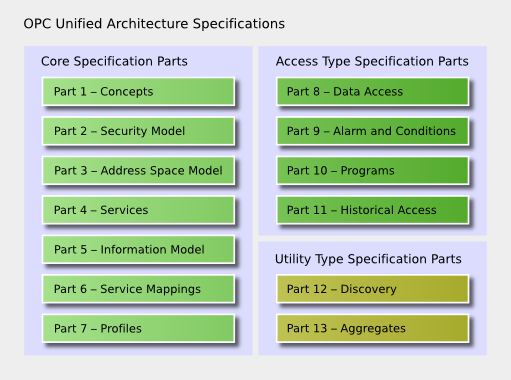 OPC Unified Architecture Specifications
Core Specification Parts
Part 1 – Concepts
Part 2 – Security Model
Part 3 – Address Space Model
Part 4 – Services
Part 5 – Information Model
Part 6 – Service Mappings
Part 7 – Profiles
Access Type Specification Parts
Part 8 – Data Access
Part 9 – Alarm and Conditions
Part 10 – Programs
Part 11 – Historical Access
Utility Type Specification Parts
Part 12 – Discovery
Part 13 – Aggregates